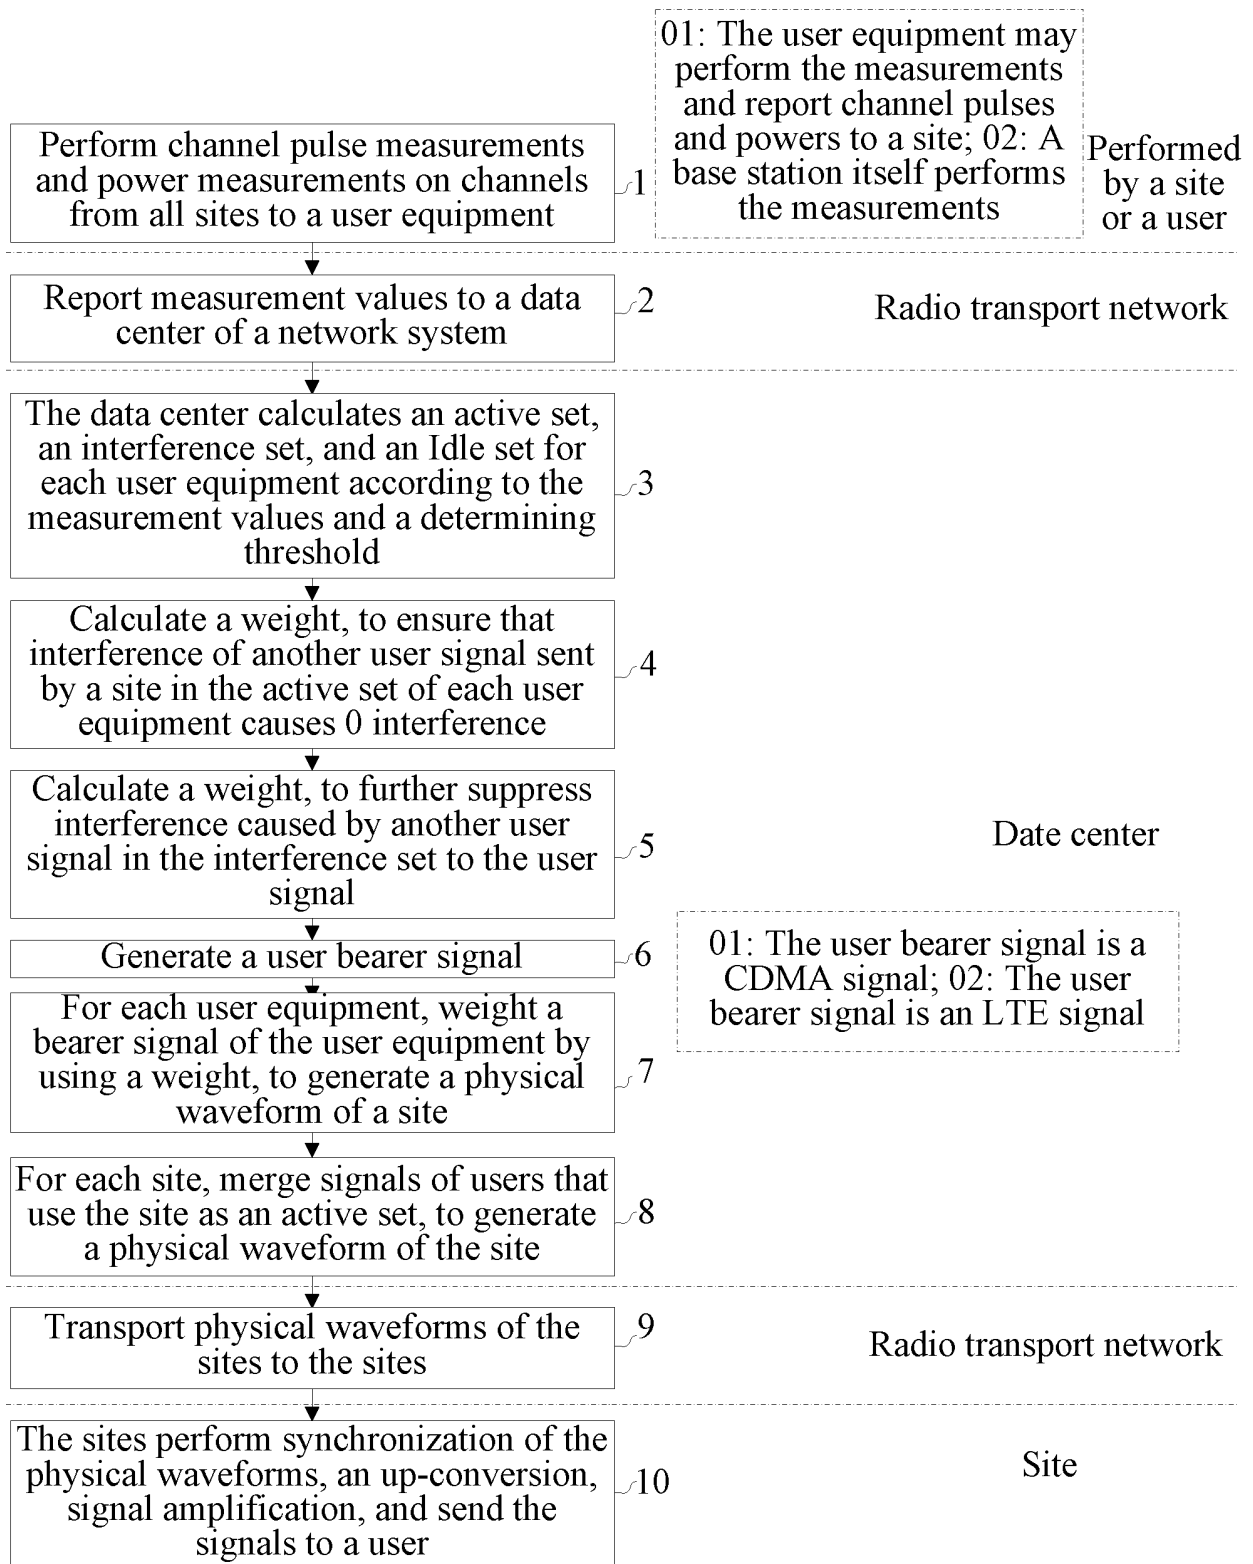 01: The user equipment may
perform the measurements
and report channel pulses
and powers to a site; 02: A
base station itself performs
the measurements
Performed
by a site
or a user
Perform channel pulse measurements
and power measurements on channels
from all sites to a user equipment
1
Report measurement values to a data
center of a network system
2
Radio transport network
The data center calculates an active set,
an interference set, and an Idle set for
each user equipment according to the
measurement values and a determining
threshold
3
Calculate a weight, to ensure that
interference of another user signal sent
by a site in the active set of each user
equipment causes 0 interference
4
Calculate a weight, to further suppress
interference caused by another user
signal in the interference set to the user
signal
5
Date center
Generate a user bearer signal
6
01: The user bearer signal is a
CDMA signal; 02: The user
bearer signal is an LTE signal
For each user equipment, weight a
bearer signal of the user equipment by
using a weight, to generate a physical
waveform of a site
7
For each site, merge signals of users that
use the site as an active set, to generate
a physical waveform of the site
8
Transport physical waveforms of the
sites to the sites
9
Radio transport network
The sites perform synchronization of the
physical waveforms, an up-conversion,
signal amplification, and send the
signals to a user
10
Site